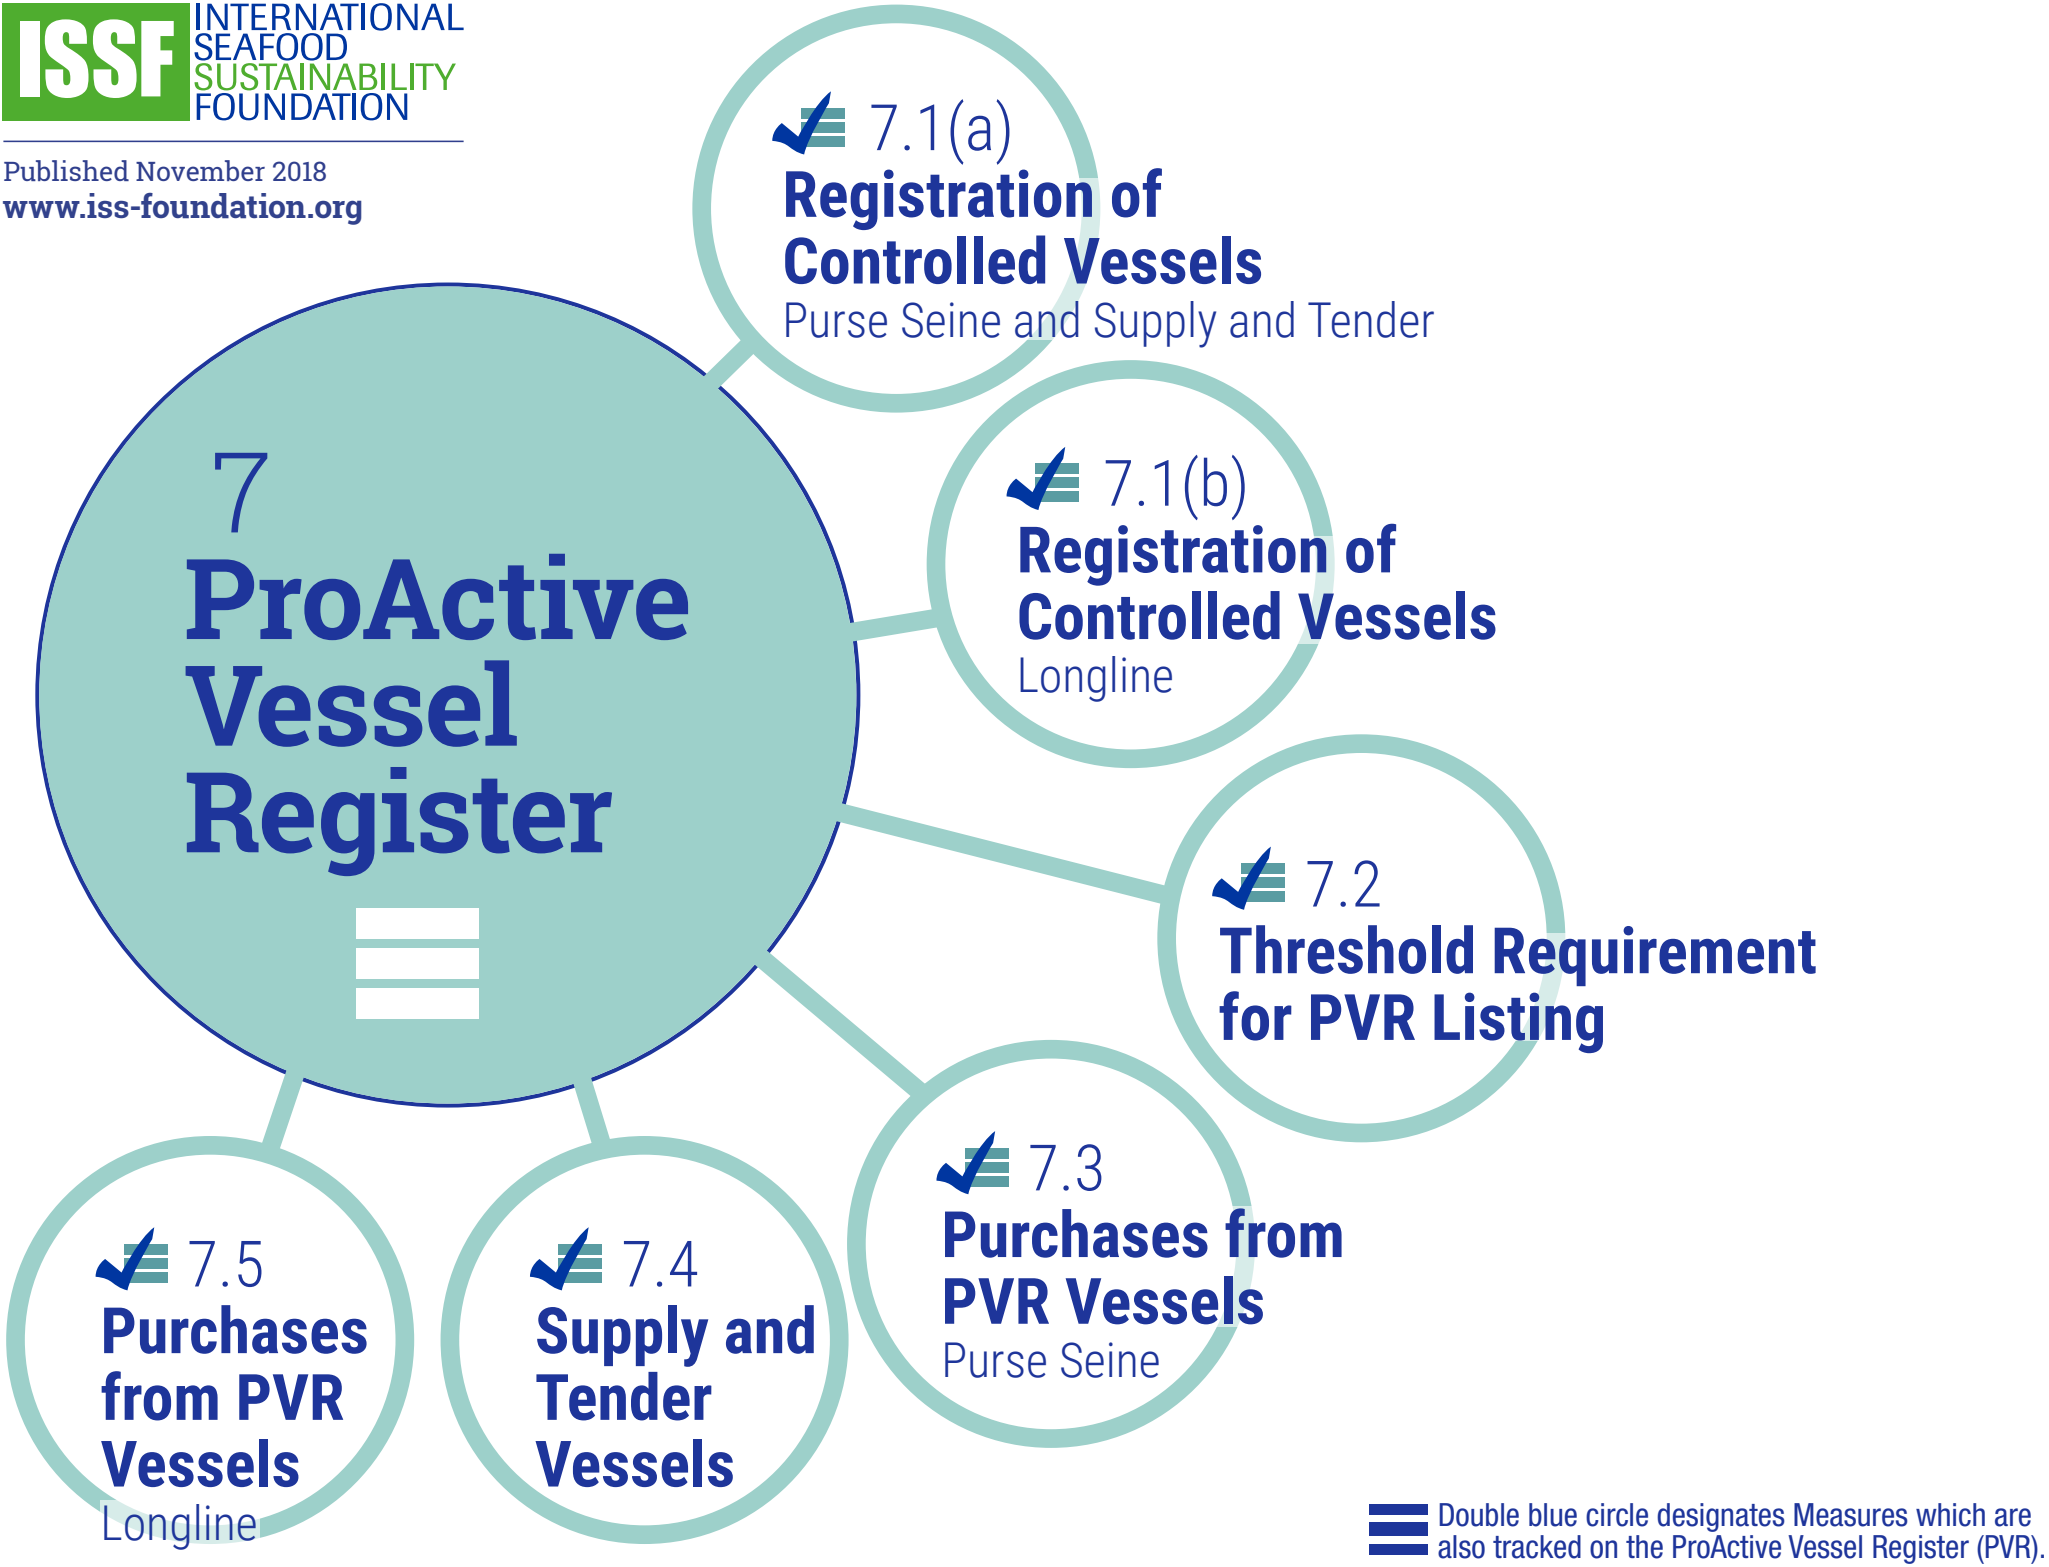 ISSF
INTERNATIONAL
SEAFOOD
SUSTAINABILITY
FOUNDATION
Published November 2018
www.iss-foundation.org
7
ProActive
Vessel
Register
7.1(a)
Registration of
Controlled Vessels
Purse Seine and Supply and Tender
7.1(b)
Registration of
Controlled Vessels
Longline
7.2
Threshold Requirement
for PVR Listing
7.3
Purchases from
PVR Vessels
Purse Seine
7.4
Supply and
Tender
Vessels
7.5
Purchases
from PVR
Vessels
Longline
Double blue circle designates Measures which are
also tracked on the ProActive Vessel Register (PVR).